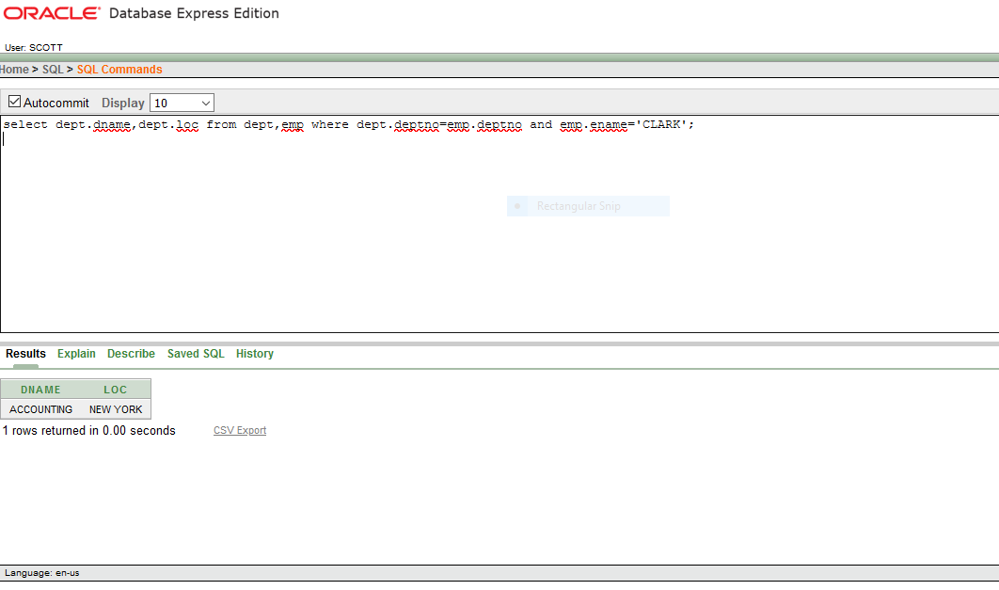 ORACLE® Database Express Edition
User: SCOTT
Home > SQL > SQL Commands
Autocommit Display 10
select dept.dname,dept.loc from dept,emp where dept.deptno=emp.deptno and emp.ename='CLARK';
Rectangular Snip
Results Explain Describe Saved SQL History
DNAME LOC
ACCOUNTING NEW YORK
1 rows returned in 0.00 seconds CSV Export
Language: en-us